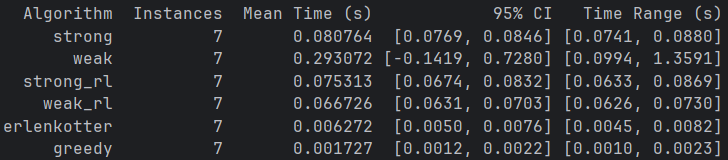 Algorithm Instances Mean Time (s) 95% CI Time Range (s)
strong 7 0.080764 [0.0769, 0.0846] [0.0741, 0.0880]
weak 7 0.293072 [-0.1419, 0.7280] [0.0994, 1.3591]
strong_rl 7 0.075313 [0.0674, 0.0832] [0.0633, 0.0869]
weak_rl 7 0.066726 [0.0631, 0.0703] [0.0626, 0.0730]
erlenkotter 7 0.006272 [0.0050, 0.0076] [0.0045, 0.0082]
greedy 7 0.001727 [0.0012, 0.0022] [0.0010, 0.0023]